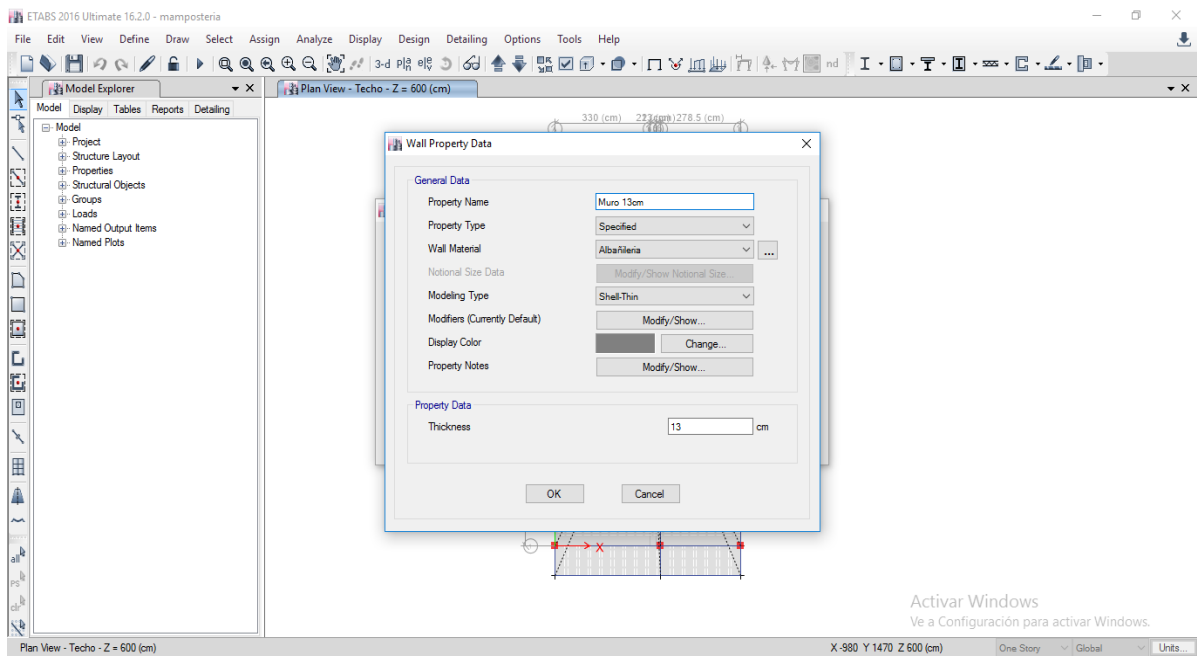 ETABS 2016 Ultimate 16.2.0 - mamposteria
File Edit View Define Draw Select Assign Analyze Display Design Detailing Options Tools Help
3-d
nd
Model Explorer
Plan View - Techo - Z = 600 (cm)
Model Display Tables Reports Detailing
Model
Project
Structure Layout
Properties
Structural Objects
Groups
Loads
Named Output Items
Named Plots
330 (cm)
278.5 (cm)
Wall Property Data
General Data
Property Name Muro 13cm
Property Type Specified
Wall Material Albañileria ...
Notional Size Data Modify/Show Notional Size...
Modeling Type Shell-Thin
Modifiers (Currently Default) Modify/Show...
Display Color Change...
Property Notes Modify/Show...
Property Data
Thickness 13 cm
OK Cancel
X
all
ps
clr
Activar Windows
Ve a Configuración para activar Windows.
Plan View - Techo - Z = 600 (cm) X -980 Y 1470 Z 600 (cm) One Story Global Units...